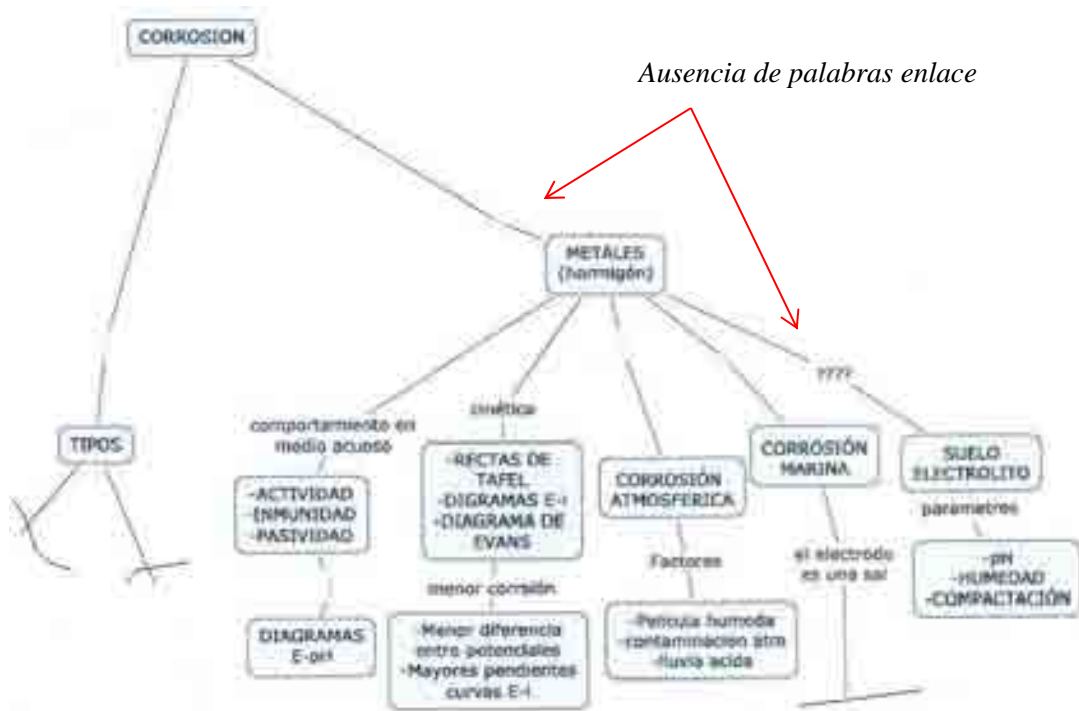 CORROSION
Ausencia de palabras enlace
METALES
(hormigón)
????
cinética
comportamiento en
medio acuoso
TIPOS
-ACTIVIDAD
-INMUNIDAD
-PASIVIDAD
-RECTAS DE
TAFEL
-DIGRAMAS E-i
-DIAGRAMA DE
EVANS
CORROSIÓN
ATMOSFERICA
CORROSIÓN
MARINA
SUELO
ELECTROLITO
parametros
el electrodo
es una sal
Factores
menor corrsión
-pH
-HUMEDAD
-COMPACTACIÓN
DIAGRAMAS
E-pH
-Menor diferencia
entre potenciales
-Mayores pendientes
curvas E-i
-Pelicula humeda
-contaminacion atm
-lluvia acida